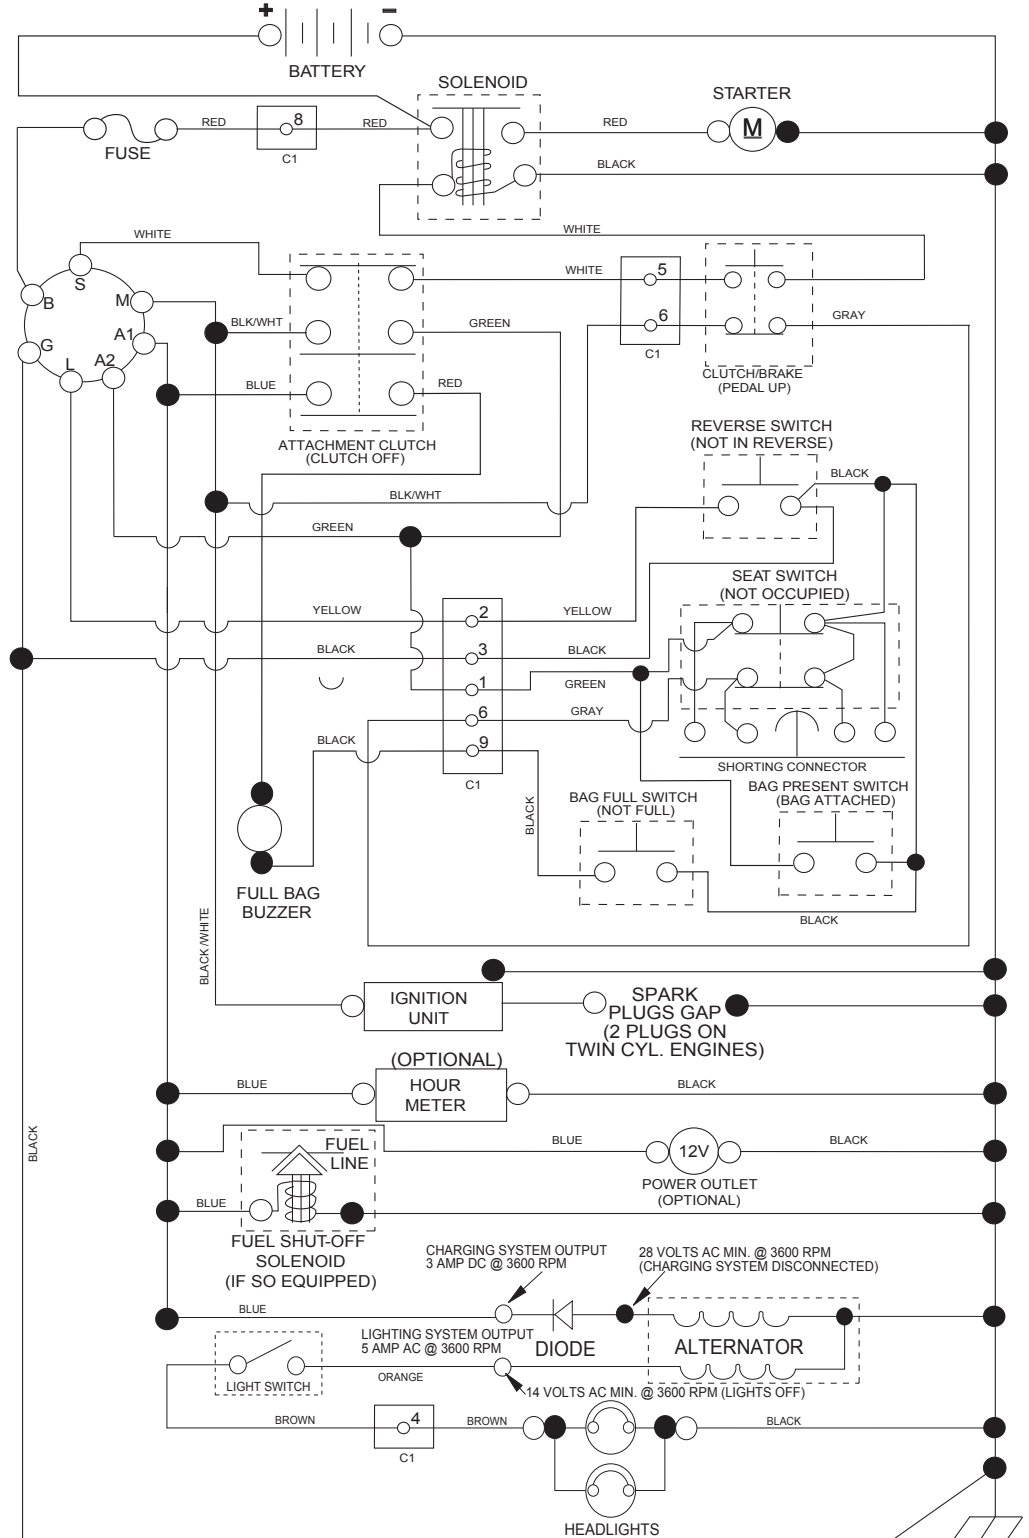 + −
BATTERY
SOLENOID
STARTER
RED
8
RED
RED
M
FUSE
C1
BLACK
WHITE
WHITE
S
WHITE
5
B
M
BLK/WHT
GREEN
6
GRAY
A1
G
L
A2
C1
CLUTCH/BRAKE
(PEDAL UP)
BLUE
RED
ATTACHMENT CLUTCH
(CLUTCH OFF)
REVERSE SWITCH
(NOT IN REVERSE)
BLACK
BLK/WHT
GREEN
SEAT SWITCH
(NOT OCCUPIED)
YELLOW
2
YELLOW
BLACK
3
BLACK
1
GREEN
6
GRAY
BLACK
9
C1
SHORTING CONNECTOR
BAG FULL SWITCH
(NOT FULL)
BAG PRESENT SWITCH
(BAG ATTACHED)
BLACK
FULL BAG
BUZZER
BLACK
BLACK/WHITE
IGNITION
UNIT
SPARK
PLUGS GAP
(2 PLUGS ON
TWIN CYL. ENGINES)
(OPTIONAL)
BLUE
HOUR
METER
BLACK
BLACK
FUEL
LINE
BLUE
12V
BLACK
POWER OUTLET
(OPTIONAL)
BLUE
FUEL SHUT-OFF
SOLENOID
(IF SO EQUIPPED)
CHARGING SYSTEM OUTPUT
3 AMP DC @ 3600 RPM
28 VOLTS AC MIN. @ 3600 RPM
(CHARGING SYSTEM DISCONNECTED)
BLUE
DIODE
ALTERNATOR
LIGHTING SYSTEM OUTPUT
5 AMP AC @ 3600 RPM
LIGHT SWITCH
ORANGE
14 VOLTS AC MIN. @ 3600 RPM (LIGHTS OFF)
BROWN
4
BROWN
BLACK
C1
HEADLIGHTS